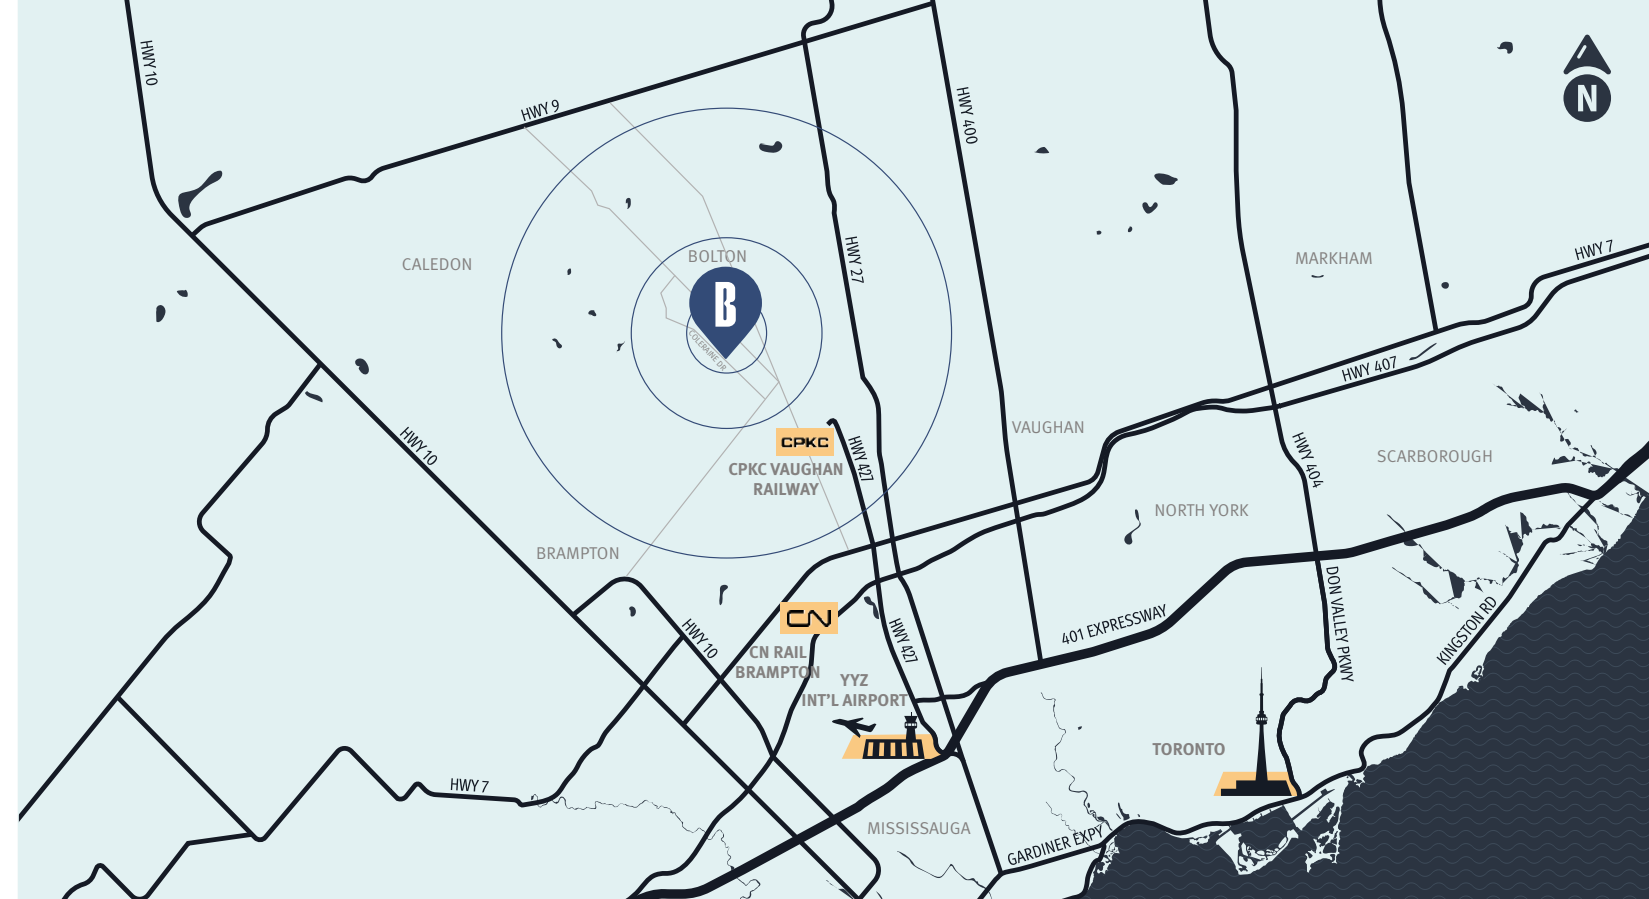 HWY 10
HWY 9
HWY 400
N
HWY 27
HWY 7
CALEDON
BOLTON
MARKHAM
B
COLERAINE DR
HWY 407
HWY 10
VAUGHAN
CPKC
HWY 427
HWY 404
SCARBOROUGH
CPKC VAUGHAN
RAILWAY
NORTH YORK
BRAMPTON
CN
HWY 10
HWY 427
401 EXPRESSWAY
DON VALLEY PKWY
KINGSTON RD
CN RAIL
BRAMPTON
YYZ
INT'L AIRPORT
TORONTO
HWY 7
MISSISSAUGA
GARDINER EXPY